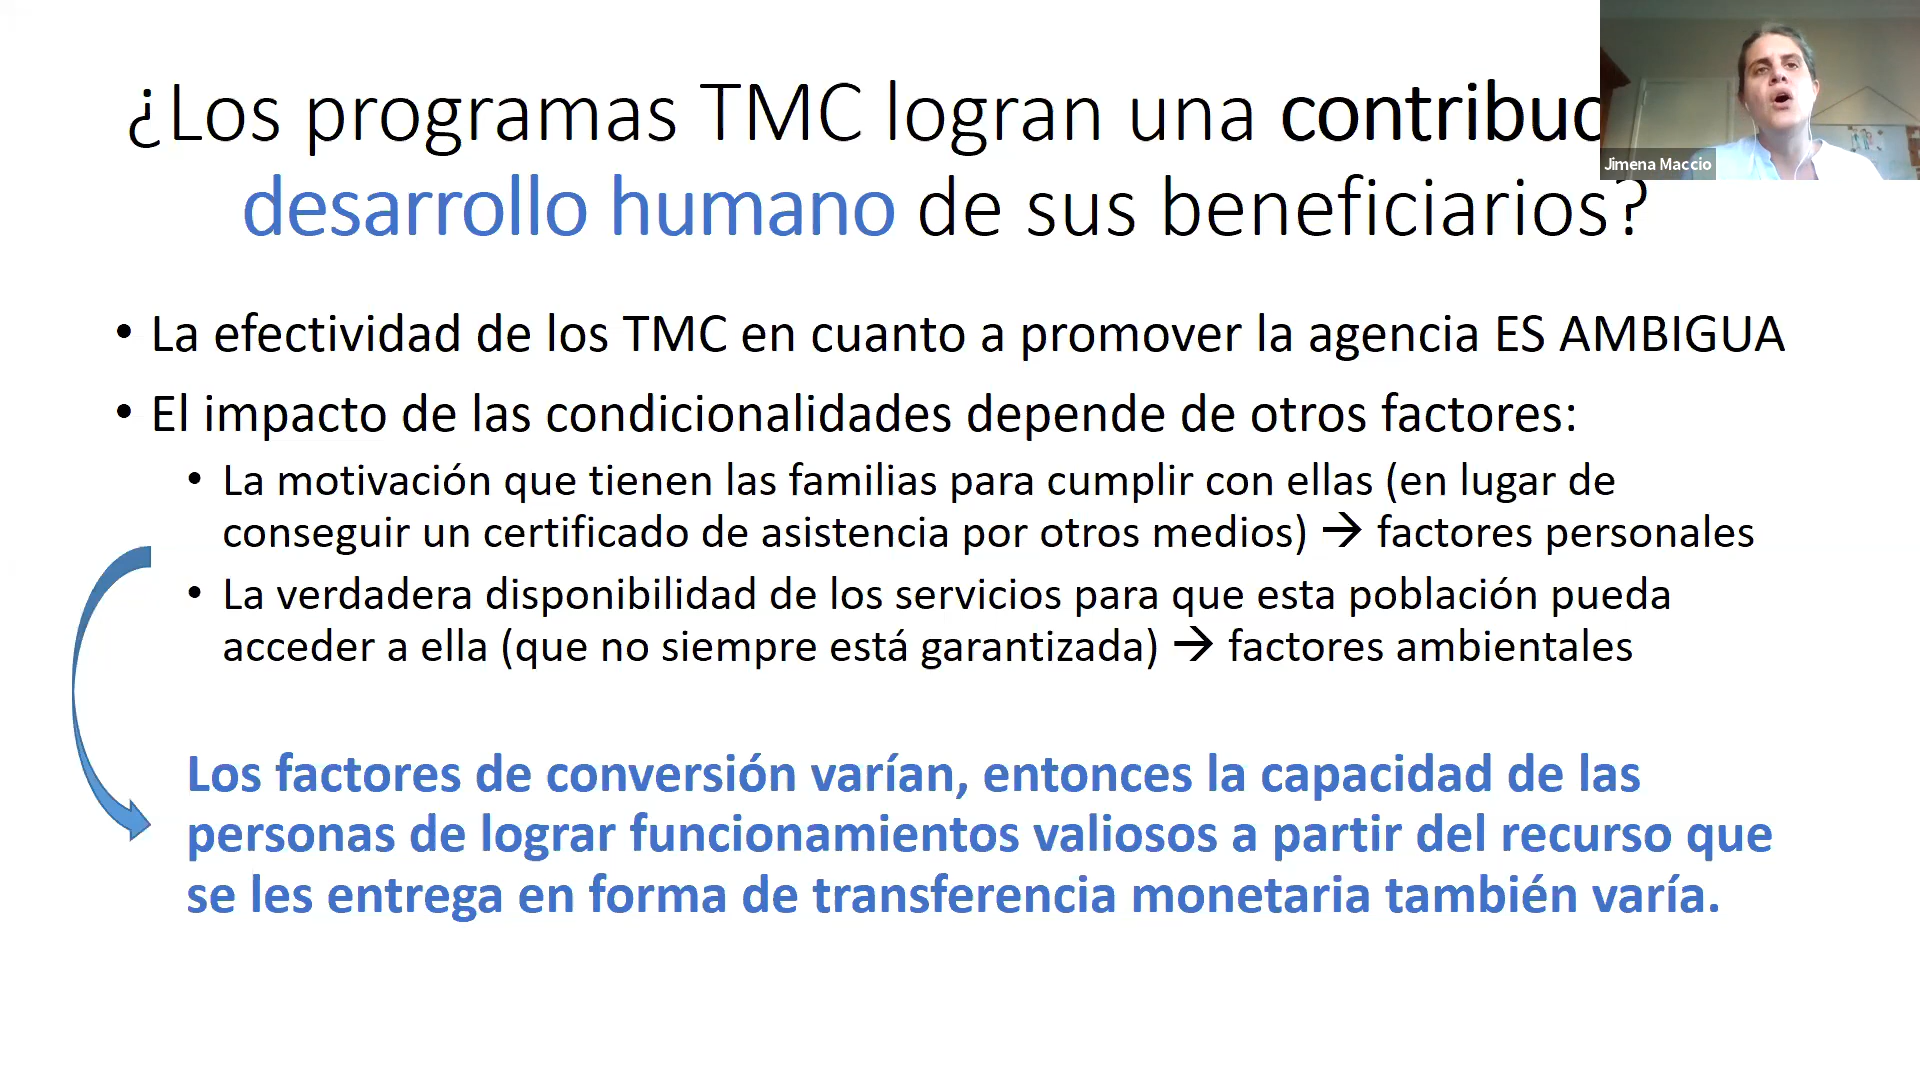 ¿Los programas TMC logran una contribuc
desarrollo humano de sus beneficiarios?
Jimena Maccio
• La efectividad de los TMC en cuanto a promover la agencia ES AMBIGUA
• El impacto de las condicionalidades depende de otros factores:
• La motivación que tienen las familias para cumplir con ellas (en lugar de
conseguir un certificado de asistencia por otros medios) → factores personales
• La verdadera disponibilidad de los servicios para que esta población pueda
acceder a ella (que no siempre está garantizada) → factores ambientales
Los factores de conversión varían, entonces la capacidad de las
personas de lograr funcionamientos valiosos a partir del recurso que
se les entrega en forma de transferencia monetaria también varía.